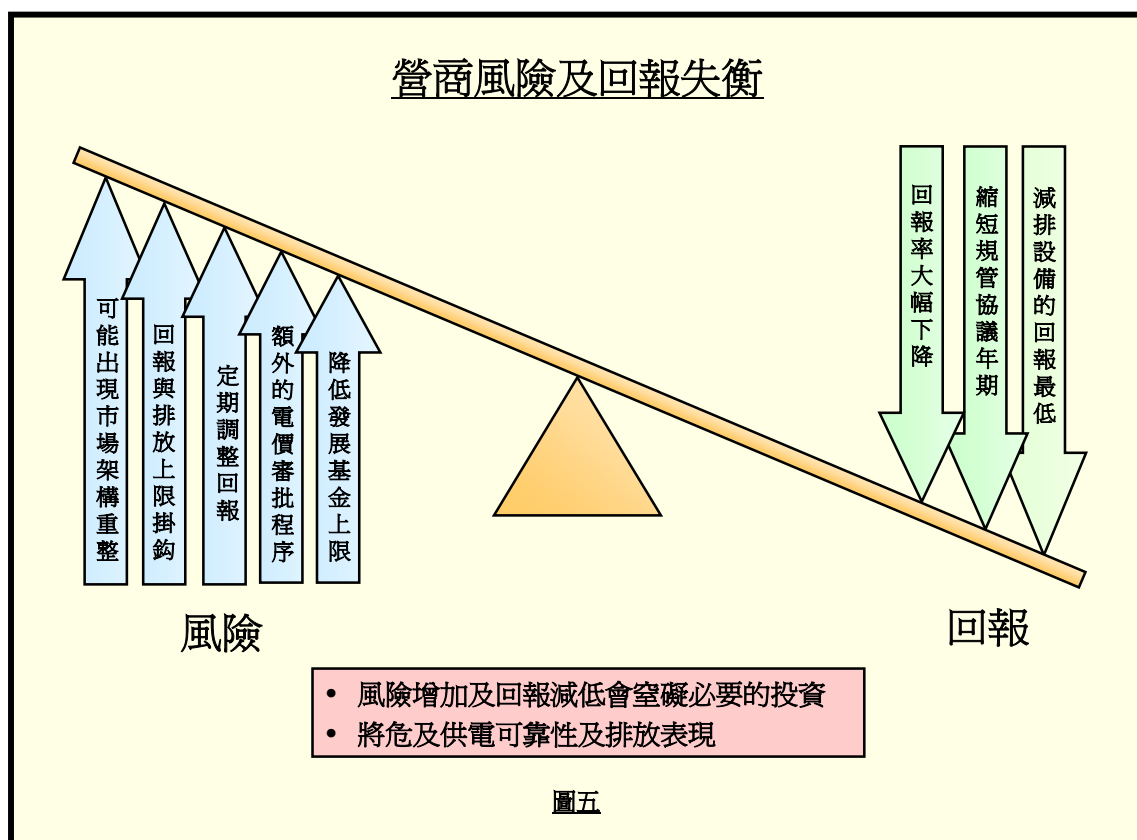 營商風險及回報失衡
可能出現市場架構重整
回報與排放上限掛鈎
定期調整回報
額外的電價審批程序
降低發展基金上限
回報率大幅下降
縮短規管協議年期
減排設備的回報最低
風險
回報
• 風險增加及回報減低會窒礙必要的投資
• 將危及供電可靠性及排放表現
圖五